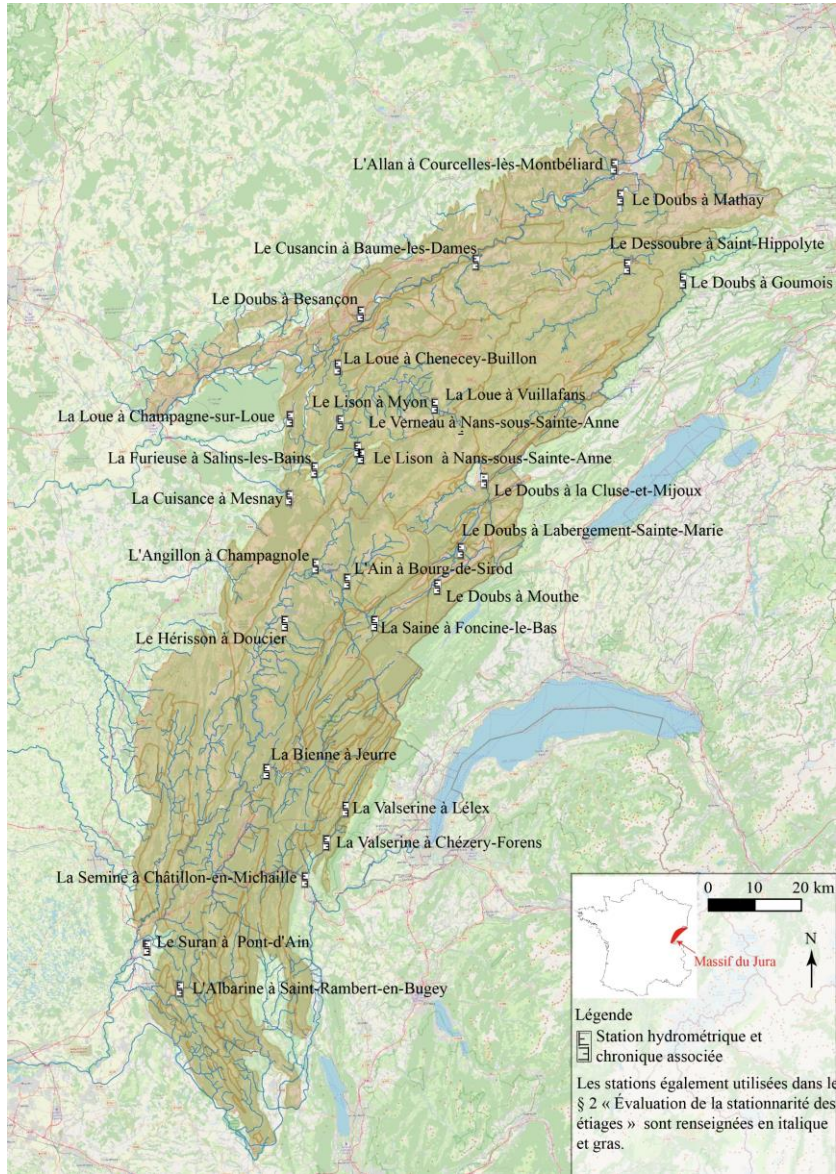 L'Allan à Courcelles-lès-Montbéliard
Le Doubs à Mathay
Le Cusancin à Baume-les-Dames
Le Dessoubre à Saint-Hippolyte
Le Doubs à Goumois
Le Doubs à Besançon
La Loue à Chenecey-Buillon
La Loue à Vuillafans
Le Lison à Myon
La Loue à Champagne-sur-Loue
Le Verneau à Nans-sous-Sainte-Anne
La Furieuse à Salins-les-Bains
Le Lison à Nans-sous-Sainte-Anne
Le Doubs à la Cluse-et-Mijoux
La Cuisance à Mesnay
Le Doubs à Labergement-Sainte-Marie
L'Angillon à Champagnole
L'Ain à Bourg-de-Sirod
Le Doubs à Mouthe
Le Hérisson à Doucier
La Saine à Foncine-le-Bas
La Bienne à Jeurre
La Valserine à Lélex
La Valserine à Chézery-Forens
La Semine à Châtillon-en-Michaille
Le Suran à Pont-d'Ain
L'Albarine à Saint-Rambert-en-Bugey
0 10 20 km
N
Massif du Jura
Légende
Station hydrométrique et
chronique associée
Les stations également utilisées dans le
§ 2 « Évaluation de la stationnarité des
étiages » sont renseignées en italique
et gras.